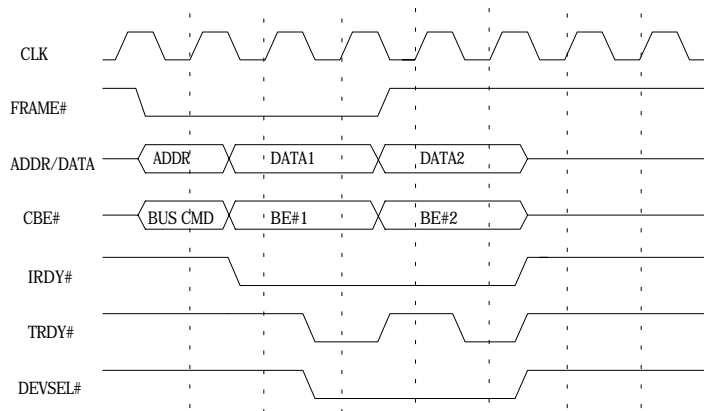 CLK
FRAME#
ADDR/DATA ADDR DATA1 DATA2
CBE# BUS CMD BE#1 BE#2
IRDY#
TRDY#
DEVSEL#